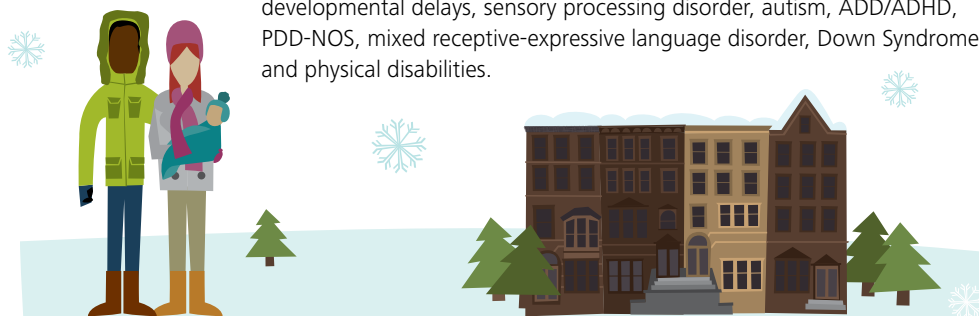 developmental delays, sensory processing disorder, autism, ADD/ADHD,
PDD-NOS, mixed receptive-expressive language disorder, Down Syndrome
and physical disabilities.